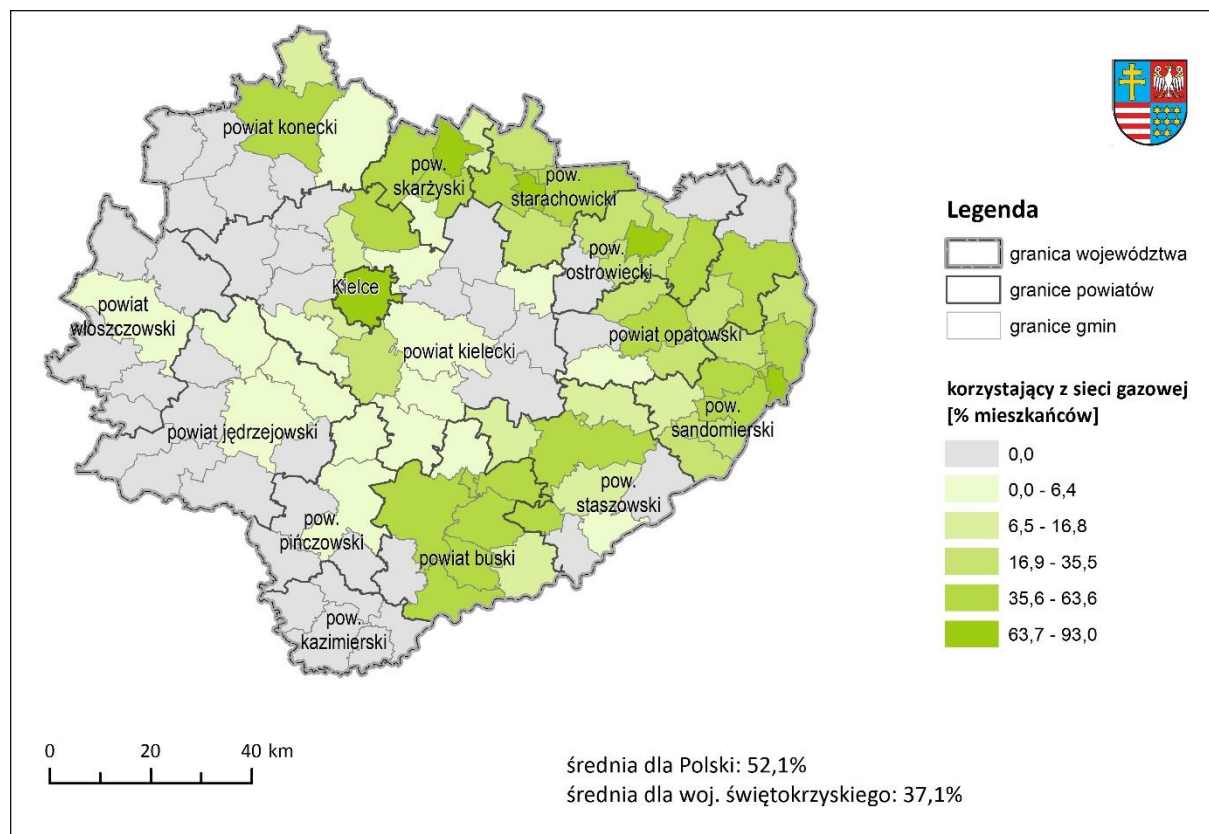 powiat konecki
pow.
skarżyski
pow.
starachowicki
pow.
ostrowiecki
Kielce
powiat
włoszczowski
powiat kielecki
powiat opatowski
pow.
sandomierski
powiat jędrzejowski
pow.
staszowski
pow.
pińczowski
powiat buski
pow.
kazimierski
Legenda
granica województwa
granice powiatów
granice gmin
korzystający z sieci gazowej
[% mieszkańców]
0,0
0,0 - 6,4
6,5 - 16,8
16,9 - 35,5
35,6 - 63,6
63,7 - 93,0
0 20 40 km
średnia dla Polski: 52,1%
średnia dla woj. świętokrzyskiego: 37,1%